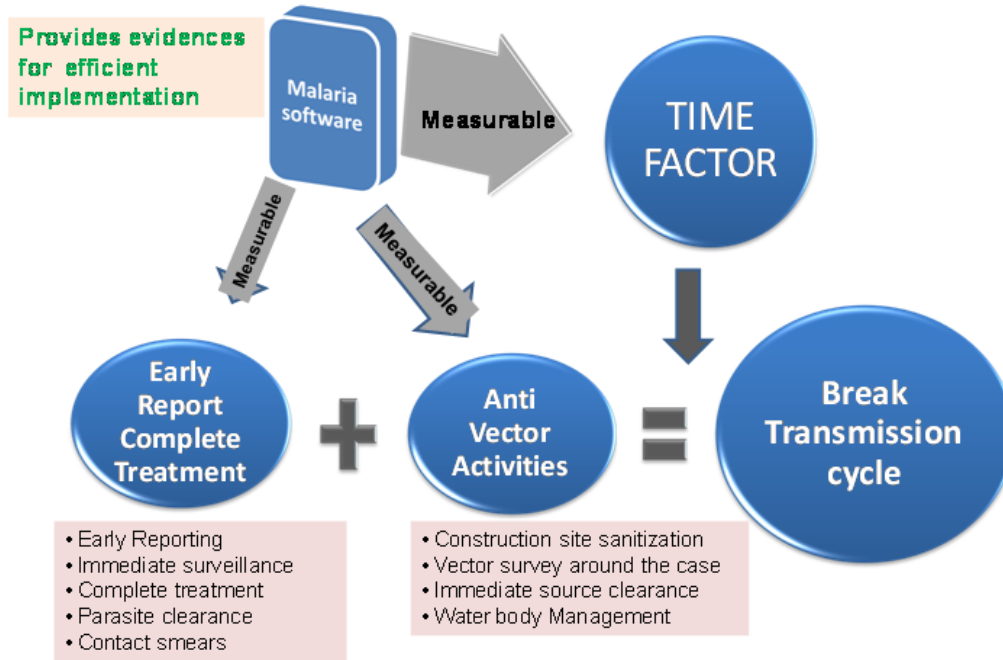 Provides evidences
for efficient
implementation
Malaria
software
Measurable
TIME
FACTOR
Measurable
Measurable
Early
Report
Complete
Treatment
Anti
Vector
Activities
Break
Transmission
cycle
• Early Reporting
• Immediate surveillance
• Complete treatment
• Parasite clearance
• Contact smears
• Construction site sanitization
• Vector survey around the case
• Immediate source clearance
• Water body Management